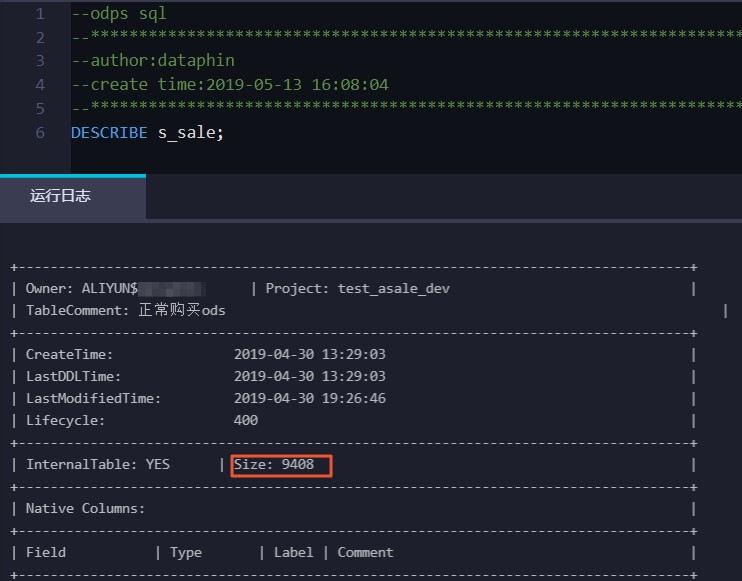 1 --odps sql
2 --**********************************************************************
3 --author:dataphin
4 --create time:2019-05-13 16:08:04
5 --**********************************************************************
6 DESCRIBE s_sale;
运行日志
+------------------------------------------------------------------------------------+
| Owner: ALIYUN$ | Project: test_asale_dev |
| TableComment: 正常购买ods |
+------------------------------------------------------------------------------------+
| CreateTime: 2019-04-30 13:29:03 |
| LastDDLTime: 2019-04-30 13:29:03 |
| LastModifiedTime: 2019-04-30 19:26:46 |
| Lifecycle: 400 |
+------------------------------------------------------------------------------------+
| InternalTable: YES | Size: 9408 |
+------------------------------------------------------------------------------------+
| Native Columns: |
+------------------------------------------------------------------------------------+
| Field | Type | Label | Comment |
+------------------------------------------------------------------------------------+